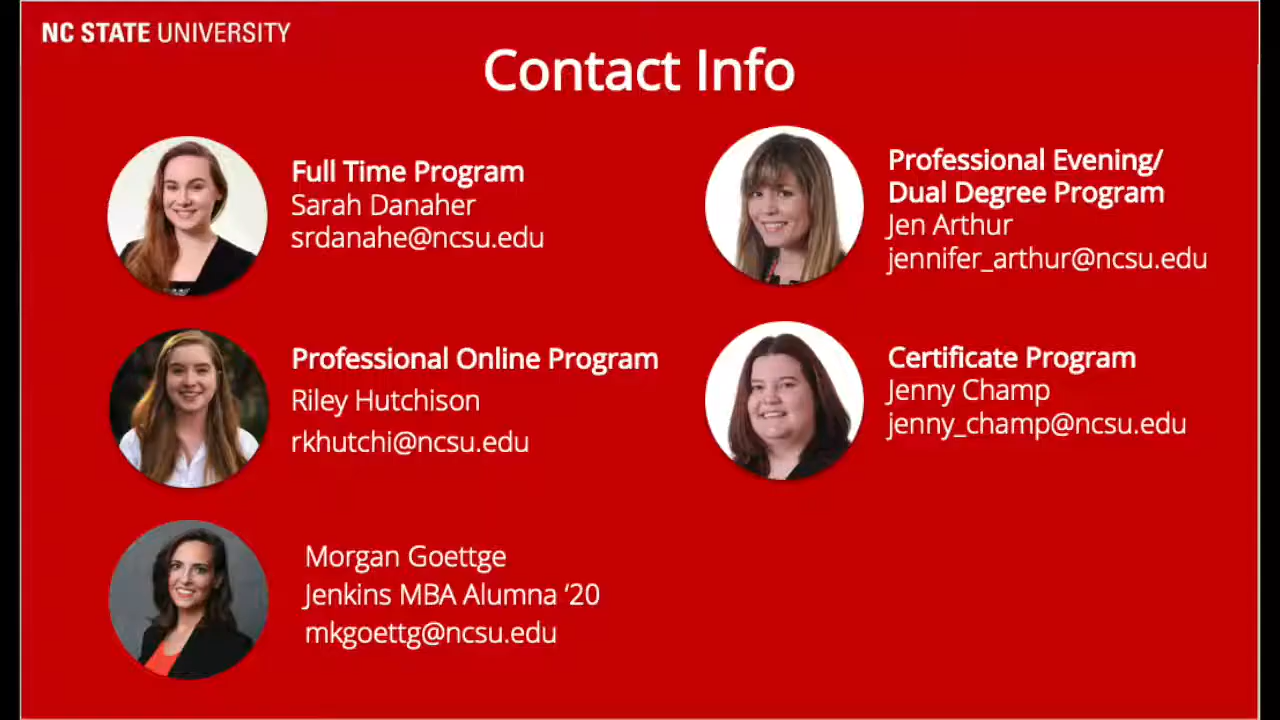 NC STATE UNIVERSITY
Contact Info
Full Time Program
Sarah Danaher
srdanahe@ncsu.edu
Professional Evening/
Dual Degree Program
Jen Arthur
jennifer_arthur@ncsu.edu
Professional Online Program
Riley Hutchison
rkhutchi@ncsu.edu
Certificate Program
Jenny Champ
jenny_champ@ncsu.edu
Morgan Goettge
Jenkins MBA Alumna ‘20
mkgoettg@ncsu.edu